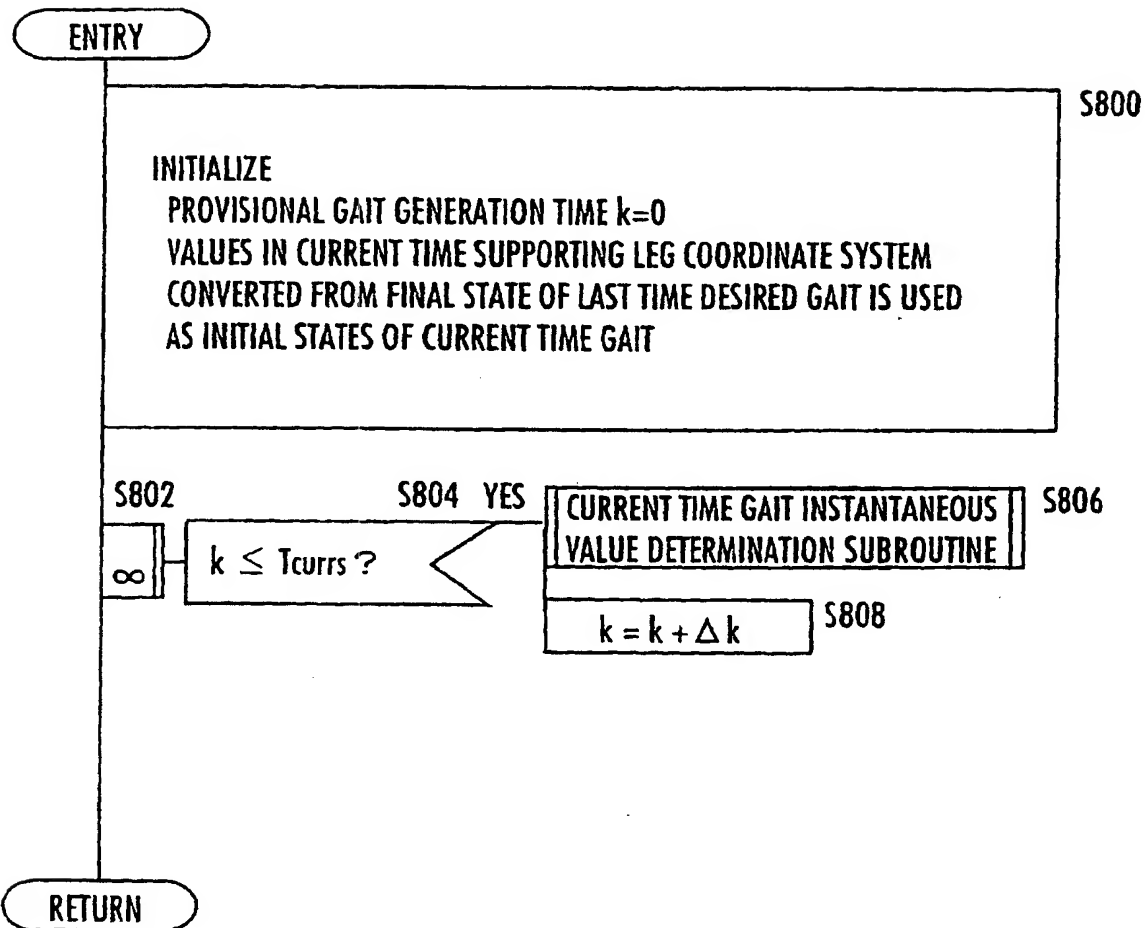 ENTRY
S800
INITIALIZE
PROVISIONAL GAIT GENERATION TIME k=0
VALUES IN CURRENT TIME SUPPORTING LEG COORDINATE SYSTEM
CONVERTED FROM FINAL STATE OF LAST TIME DESIRED GAIT IS USED
AS INITIAL STATES OF CURRENT TIME GAIT
S802
∞
S804 YES
k ≤ Tcurrs ?
CURRENT TIME GAIT INSTANTANEOUS
VALUE DETERMINATION SUBROUTINE
S806
k = k + Δ k
S808
RETURN